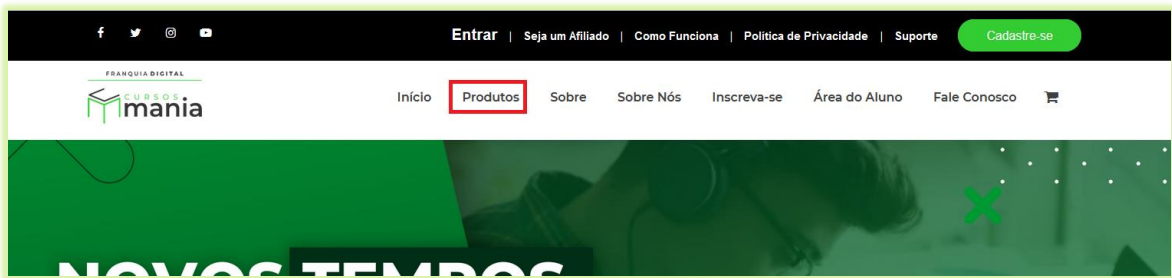 Entrar | Seja um Afiliado | Como Funciona | Política de Privacidade | Suporte Cadastre-se
FRANQUIA DIGITAL
CURSOS
mania
Início Produtos Sobre Sobre Nós Inscreva-se Área do Aluno Fale Conosco
NOVOS TEMPOS